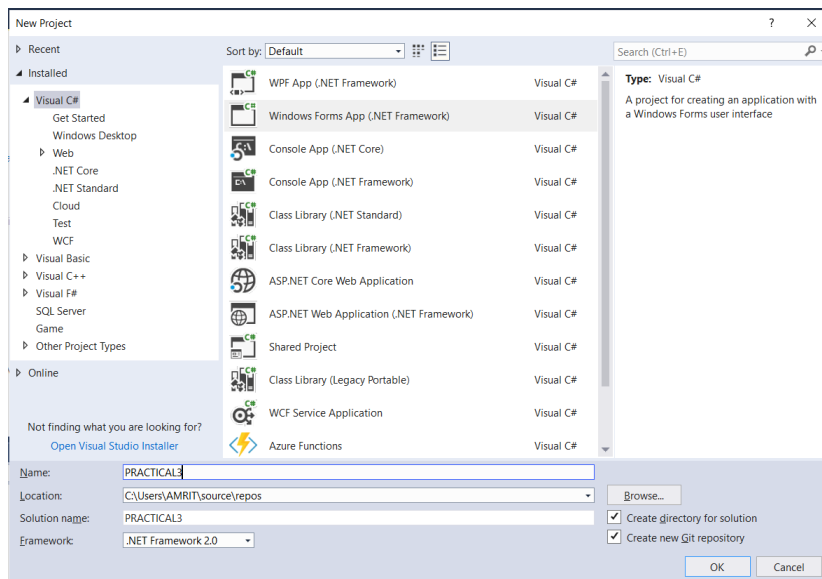 New Project
?
Recent
Installed
Visual C#
Get Started
Windows Desktop
Web
.NET Core
.NET Standard
Cloud
Test
WCF
Visual Basic
Visual C++
Visual F#
SQL Server
Game
Other Project Types
Online
Not finding what you are looking for?
Open Visual Studio Installer
Sort by: Default
WPF App (.NET Framework) Visual C#
Windows Forms App (.NET Framework) Visual C#
Console App (.NET Core) Visual C#
Console App (.NET Framework) Visual C#
Class Library (.NET Standard) Visual C#
Class Library (.NET Framework) Visual C#
ASP.NET Core Web Application Visual C#
ASP.NET Web Application (.NET Framework) Visual C#
Shared Project Visual C#
Class Library (Legacy Portable) Visual C#
WCF Service Application Visual C#
Azure Functions Visual C#
Search (Ctrl+E)
Type: Visual C#
A project for creating an application with
a Windows Forms user interface
Name: PRACTICAL3
Location: C:\Users\AMRIT\source\repos
Browse...
Solution name: PRACTICAL3
Create directory for solution
Framework: .NET Framework 2.0
Create new Git repository
OK Cancel